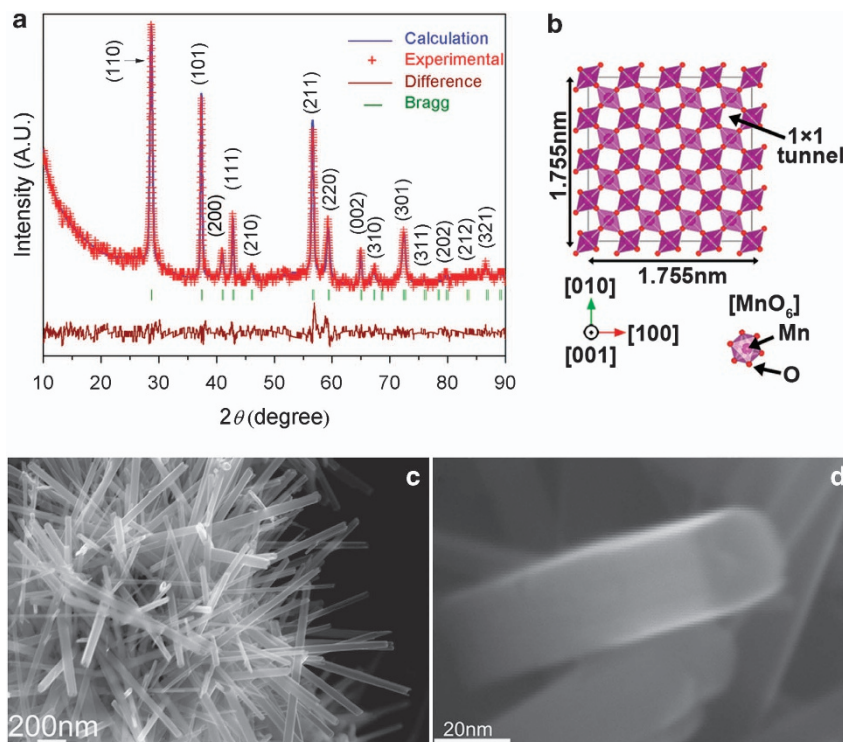 a
Intensity (A.U.)
(110)
(101)
(200)
(111)
(210)
(211)
(220)
(002)
(310)
(301)
(311)
(202)
(212)
(321)
Calculation
Experimental
Difference
Bragg
10 20 30 40 50 60 70 80 90
2θ (degree)
b
1.755nm
1×1
tunnel
1.755nm
[010]
[100]
[001]
[MnO₆]
Mn
O
c
200nm
d
20nm